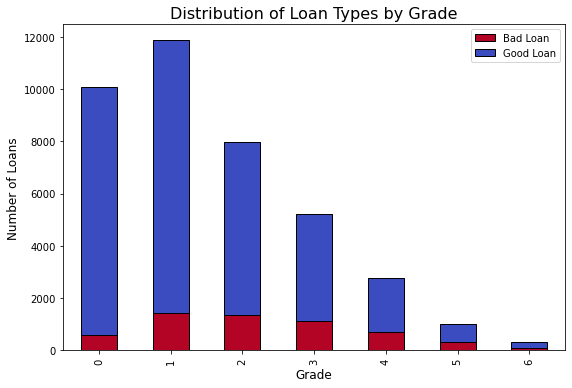 Distribution of Loan Types by Grade
Bad Loan
Good Loan
12000
10000
8000
6000
4000
2000
0
Number of Loans
0 1 2 3 4 5 6
Grade